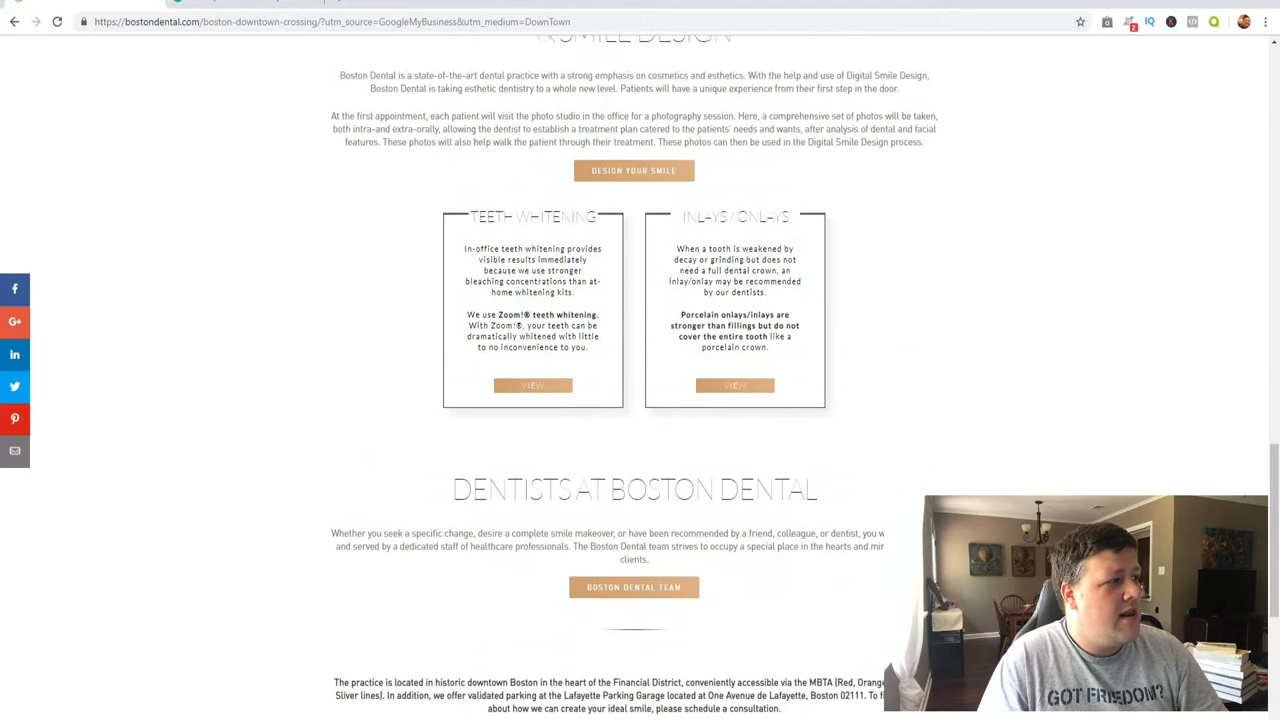 https://bostondental.com/boston-downtown-crossing/?utm_source=GoogleMyBusiness&utm_medium=DownTown
2
& SMILE DESIGN
Boston Dental is a state-of-the-art dental practice with a strong emphasis on cosmetics and esthetics. With the help and use of Digital Smile Design,
Boston Dental is taking esthetic dentistry to a whole new level. Patients will have a unique experience from their first step in the door.
At the first appointment, each patient will visit the photo studio in the office for a photography session. Here, a comprehensive set of photos will be taken,
both intra-and extra-orally, allowing the dentist to establish a treatment plan catered to the patients' needs and wants, after analysis of dental and facial
features. These photos will also help walk the patient through their treatment. These photos can then be used in the Digital Smile Design process.
DESIGN YOUR SMILE
TEETH WHITENING
In-office teeth whitening provides
visible results immediately
because we use stronger
bleaching concentrations than at-
home whitening kits.
We use Zoom!® teeth whitening.
With Zoom!®, your teeth can be
dramatically whitened with little
to no inconvenience to you.
VIEW
INLAYS / ONLAYS
When a tooth is weakened by
decay or grinding but does not
need a full dental crown, an
inlay/onlay may be recommended
by our dentists.
Porcelain onlays/inlays are
stronger than fillings but do not
cover the entire tooth like a
porcelain crown.
VIEW
DENTISTS AT BOSTON DENTAL
Whether you seek a specific change, desire a complete smile makeover, or have been recommended by a friend, colleague, or dentist, you w
and served by a dedicated staff of healthcare professionals. The Boston Dental team strives to occupy a special place in the hearts and mir
clients.
BOSTON DENTAL TEAM
The practice is located in historic downtown Boston in the heart of the Financial District, conveniently accessible via the MBTA (Red, Orange
Sliver lines). In addition, we offer validated parking at the Lafayette Parking Garage located at One Avenue de Lafayette, Boston 02111. To fi
about how we can create your ideal smile, please schedule a consultation.
GOT FRIEDOM?